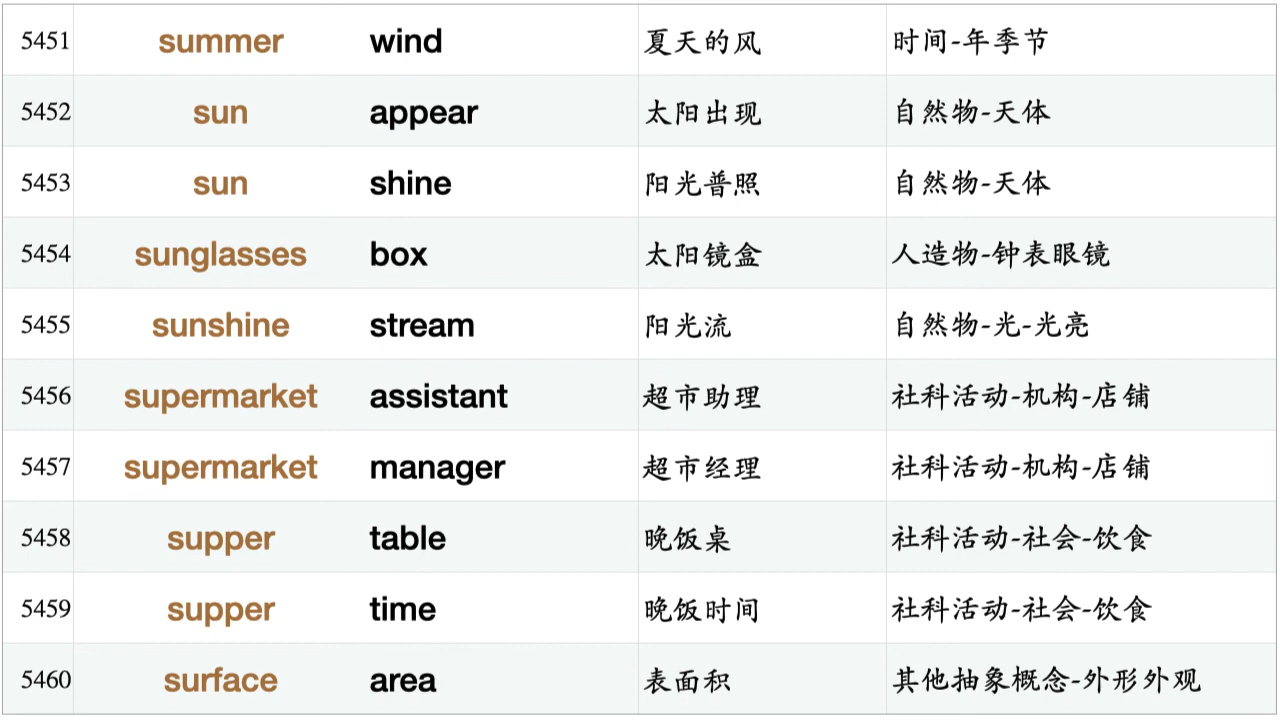 5451 summer wind 夏天的风 时间-年季节
5452 sun appear 太阳出现 自然物-天体
5453 sun shine 阳光普照 自然物-天体
5454 sunglasses box 太阳镜盒 人造物-钟表眼镜
5455 sunshine stream 阳光流 自然物-光-光亮
5456 supermarket assistant 超市助理 社科活动-机构-店铺
5457 supermarket manager 超市经理 社科活动-机构-店铺
5458 supper table 晚饭桌 社科活动-社会-饮食
5459 supper time 晚饭时间 社科活动-社会-饮食
5460 surface area 表面积 其他抽象概念-外形外观